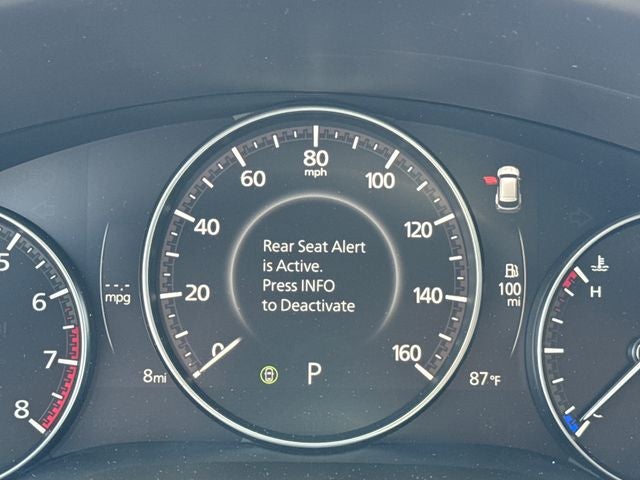 80
mph
60
100
40
120
20
140
0
160
Rear Seat Alert
is Active.
Press INFO
to Deactivate
P
5
6
7
8
--.-
mpg
8mi
100
mi
87°F
H